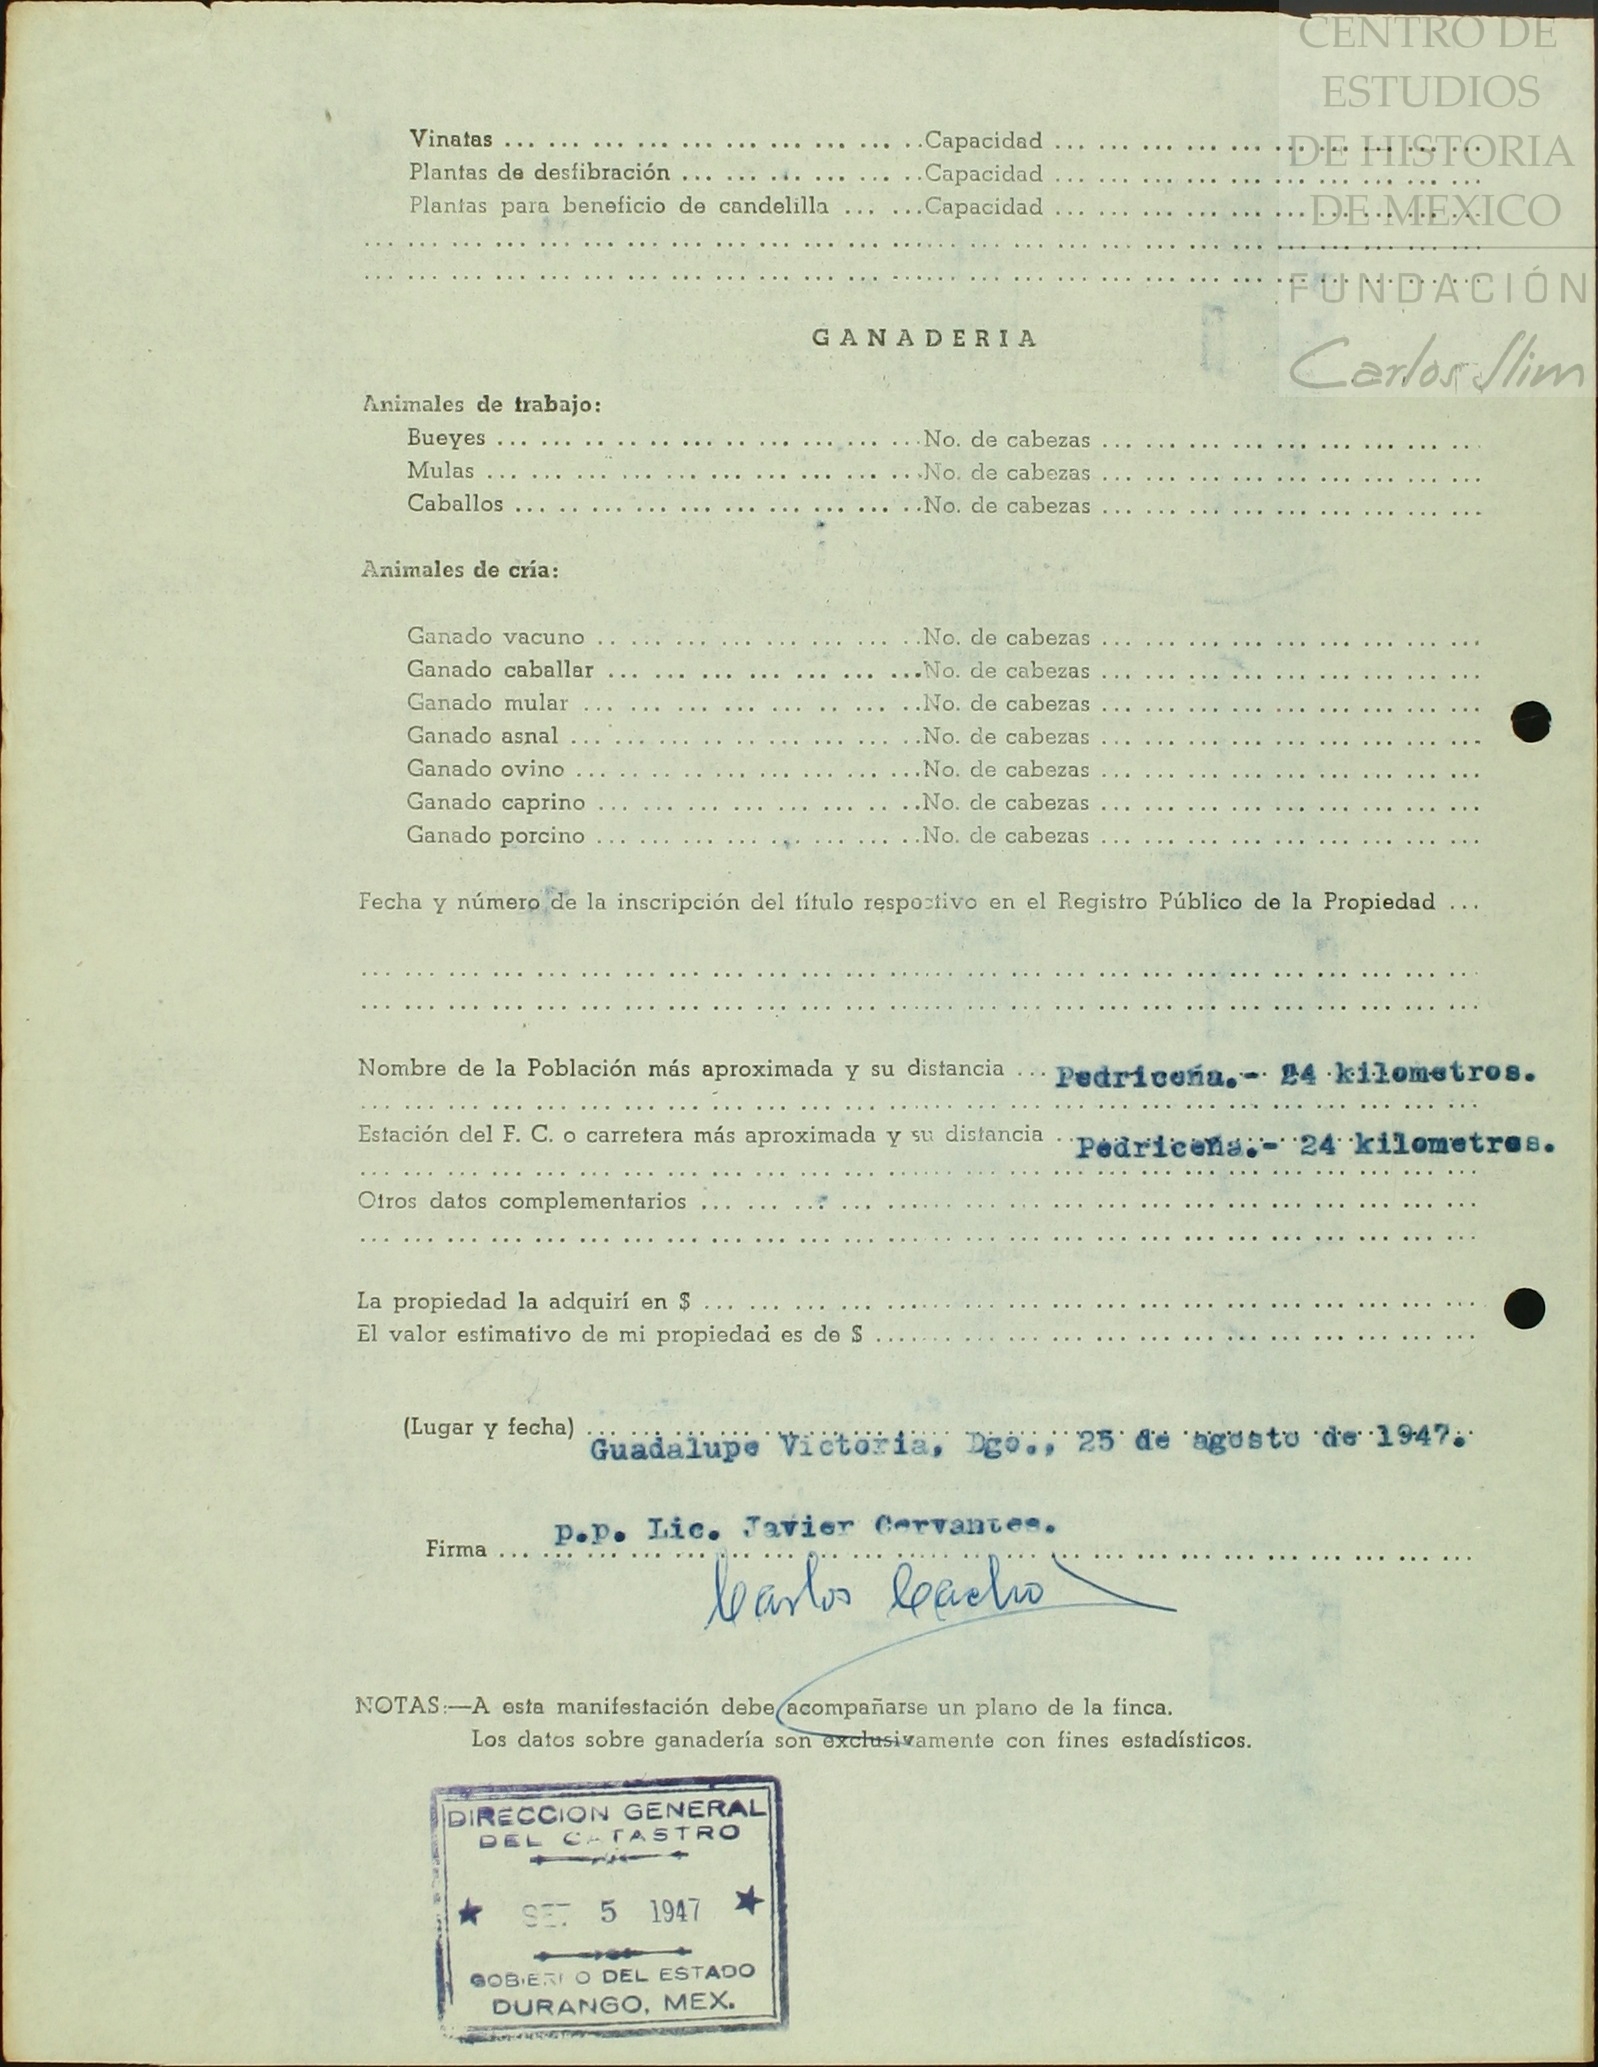 CENTRO DE
ESTUDIOS
DE HISTORIA
DE MEXICO
FUNDACIÓN
Carlos Slim
Vinatas ... Capacidad ...
Plantas de desfibración ... Capacidad ...
Plantas para beneficio de candelilla ... Capacidad ...
GANADERIA
Animales de trabajo:
Bueyes ... No. de cabezas ...
Mulas ... No. de cabezas ...
Caballos ... No. de cabezas ...
Animales de cría:
Ganado vacuno ... No. de cabezas ...
Ganado caballar ... No. de cabezas ...
Ganado mular ... No. de cabezas ...
Ganado asnal ... No. de cabezas ...
Ganado ovino ... No. de cabezas ...
Ganado caprino ... No. de cabezas ...
Ganado porcino ... No. de cabezas ...
Fecha y número de la inscripción del título respectivo en el Registro Público de la Propiedad ...
Nombre de la Población más aproximada y su distancia ... Pedriceña.- 24 kilometros.
Estación del F. C. o carretera más aproximada y su distancia ... Pedriceña.- 24 kilometros.
Otros datos complementarios ...
La propiedad la adquirí en $ ...
El valor estimativo de mi propiedad es de $ ...
(Lugar y fecha) ... Guadalupe Victoria, Dgo., 25 de agosto de 1947.
p.p. Lic. Javier Cervantes.
Firma ...
Carlos Cacho
NOTAS:—A esta manifestación debe acompañarse un plano de la finca.
Los datos sobre ganadería son exclusivamente con fines estadísticos.
DIRECCION GENERAL
DEL CATASTRO
SET 5 1947
GOBIERNO DEL ESTADO
DURANGO, MEX.